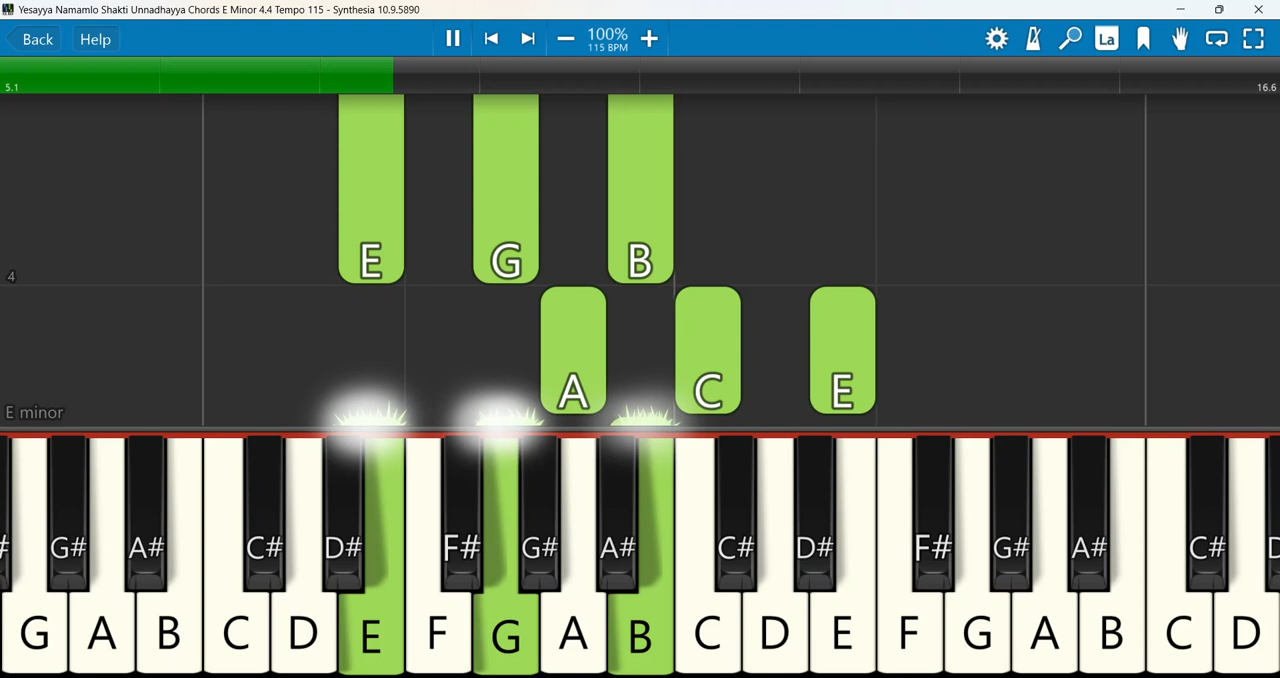 Yesayya Namamlo Shakti Unnadhayya Chords E Minor 4.4 Tempo 115 - Synthesia 10.9.5890
Back Help 100% La
115 BPM
5.1 16.6
E G B
4
A C E
E minor
# G# A# C# D# F# G# A# C# D# F# G# A# C# D
G A B C D E F G A B C D E F G A B C D